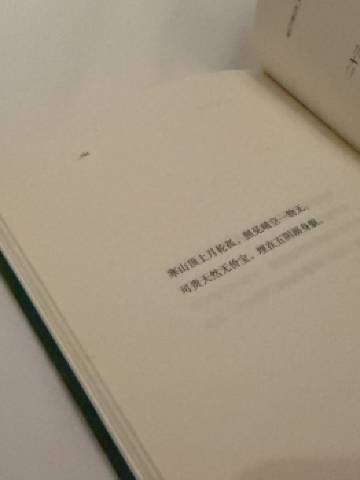 寒山顶上月轮孤，照见晴空一物无。
可贵天然无价宝，埋在五阴溺身躯。